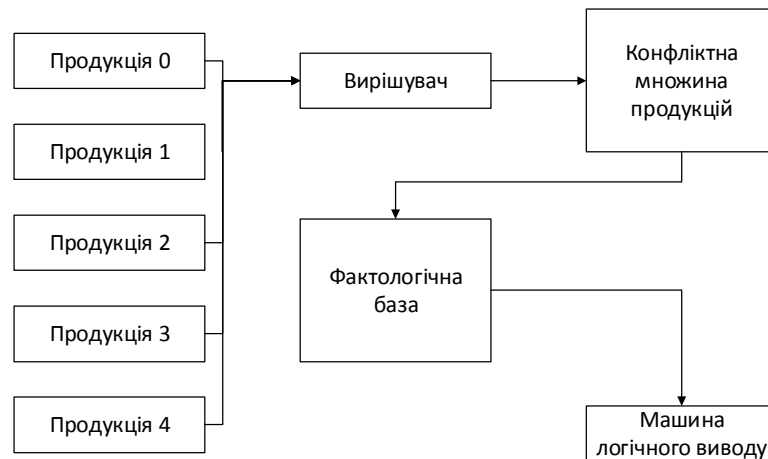 Продукція 0
Продукція 1
Продукція 2
Продукція 3
Продукція 4
Вирішувач
Конфліктна
множина
продукцій
Фактологічна
база
Машина
логічного виводу